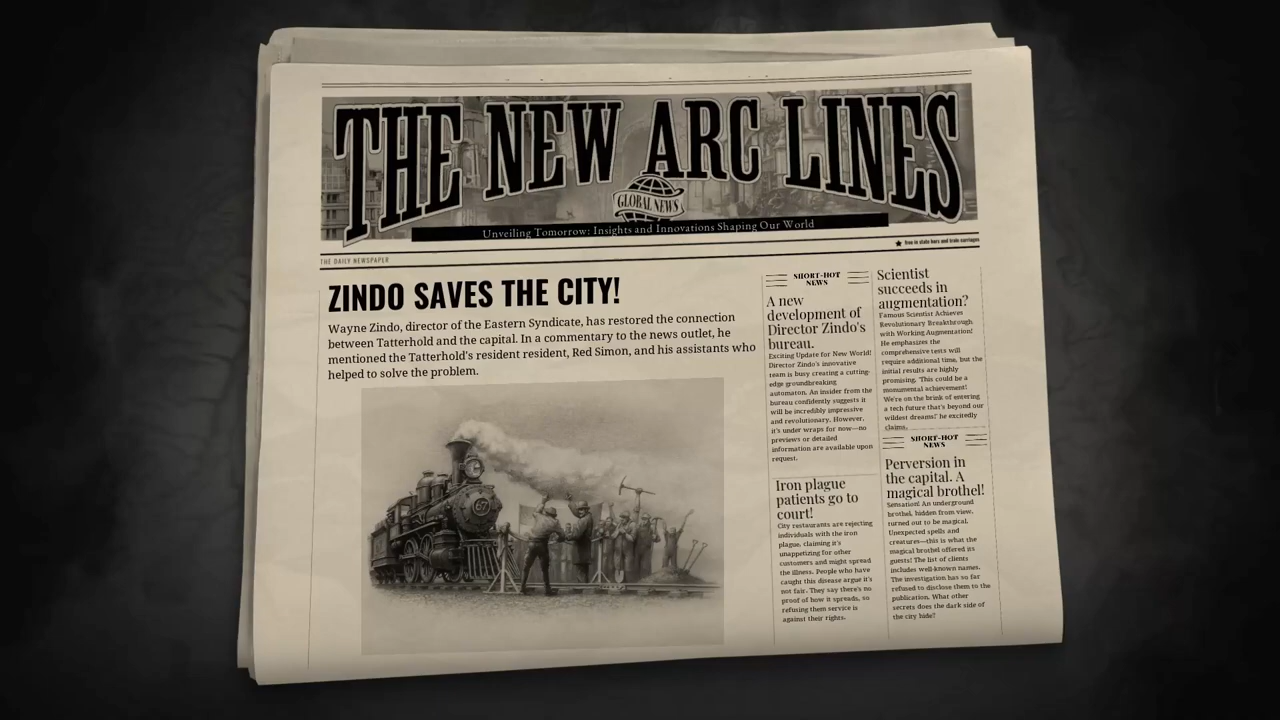 THE NEW ARC LINES
GLOBAL NEWS
Unveiling Tomorrow: Insights and Innovations Shaping Our World
THE DAILY NEWSPAPER
free in state bars and train carriages
ZINDO SAVES THE CITY!
Wayne Zindo, director of the Eastern Syndicate, has restored the connection
between Tatterhold and the capital. In a commentary to the news outlet, he
mentioned the Tatterhold's resident resident, Red Simon, and his assistants who
helped to solve the problem.
67
SHORT-HOT
NEWS
A new
development of
Director Zindo's
bureau.
Exciting Update for New World!
Director Zindo's innovative
team is busy creating a cutting-
edge groundbreaking
automaton. An insider from the
bureau confidently suggests it
will be incredibly impressive
and revolutionary. However,
it's under wraps for now—no
previews or detailed
information are available upon
request.
Iron plague
patients go to
court!
City restaurants are rejecting
individuals with the iron
plague, claiming it's
unappetizing for other
customers and might spread
the illness. People who have
caught this disease argue it's
not fair. They say there's no
proof of how it spreads, so
refusing them service is
against their rights.
Scientist
succeeds in
augmentation?
Famous Scientist Achieves
Revolutionary Breakthrough
with Working Augmentation!
He emphasizes the
comprehensive tests will
require additional time, but the
initial results are highly
promising. 'This could be a
monumental achievement!
We're on the brink of entering
a tech future that's beyond our
wildest dreams!' he excitedly
claims.
SHORT-HOT
NEWS
Perversion in
the capital. A
magical brothel!
Sensation! An underground
brothel, hidden from view,
turned out to be magical.
Unexpected spells and
creatures—this is what the
magical brothel offered its
guests! The list of clients
includes well-known names.
The investigation has so far
refused to disclose them to the
publication. What other
secrets does the dark side of
the city hide?